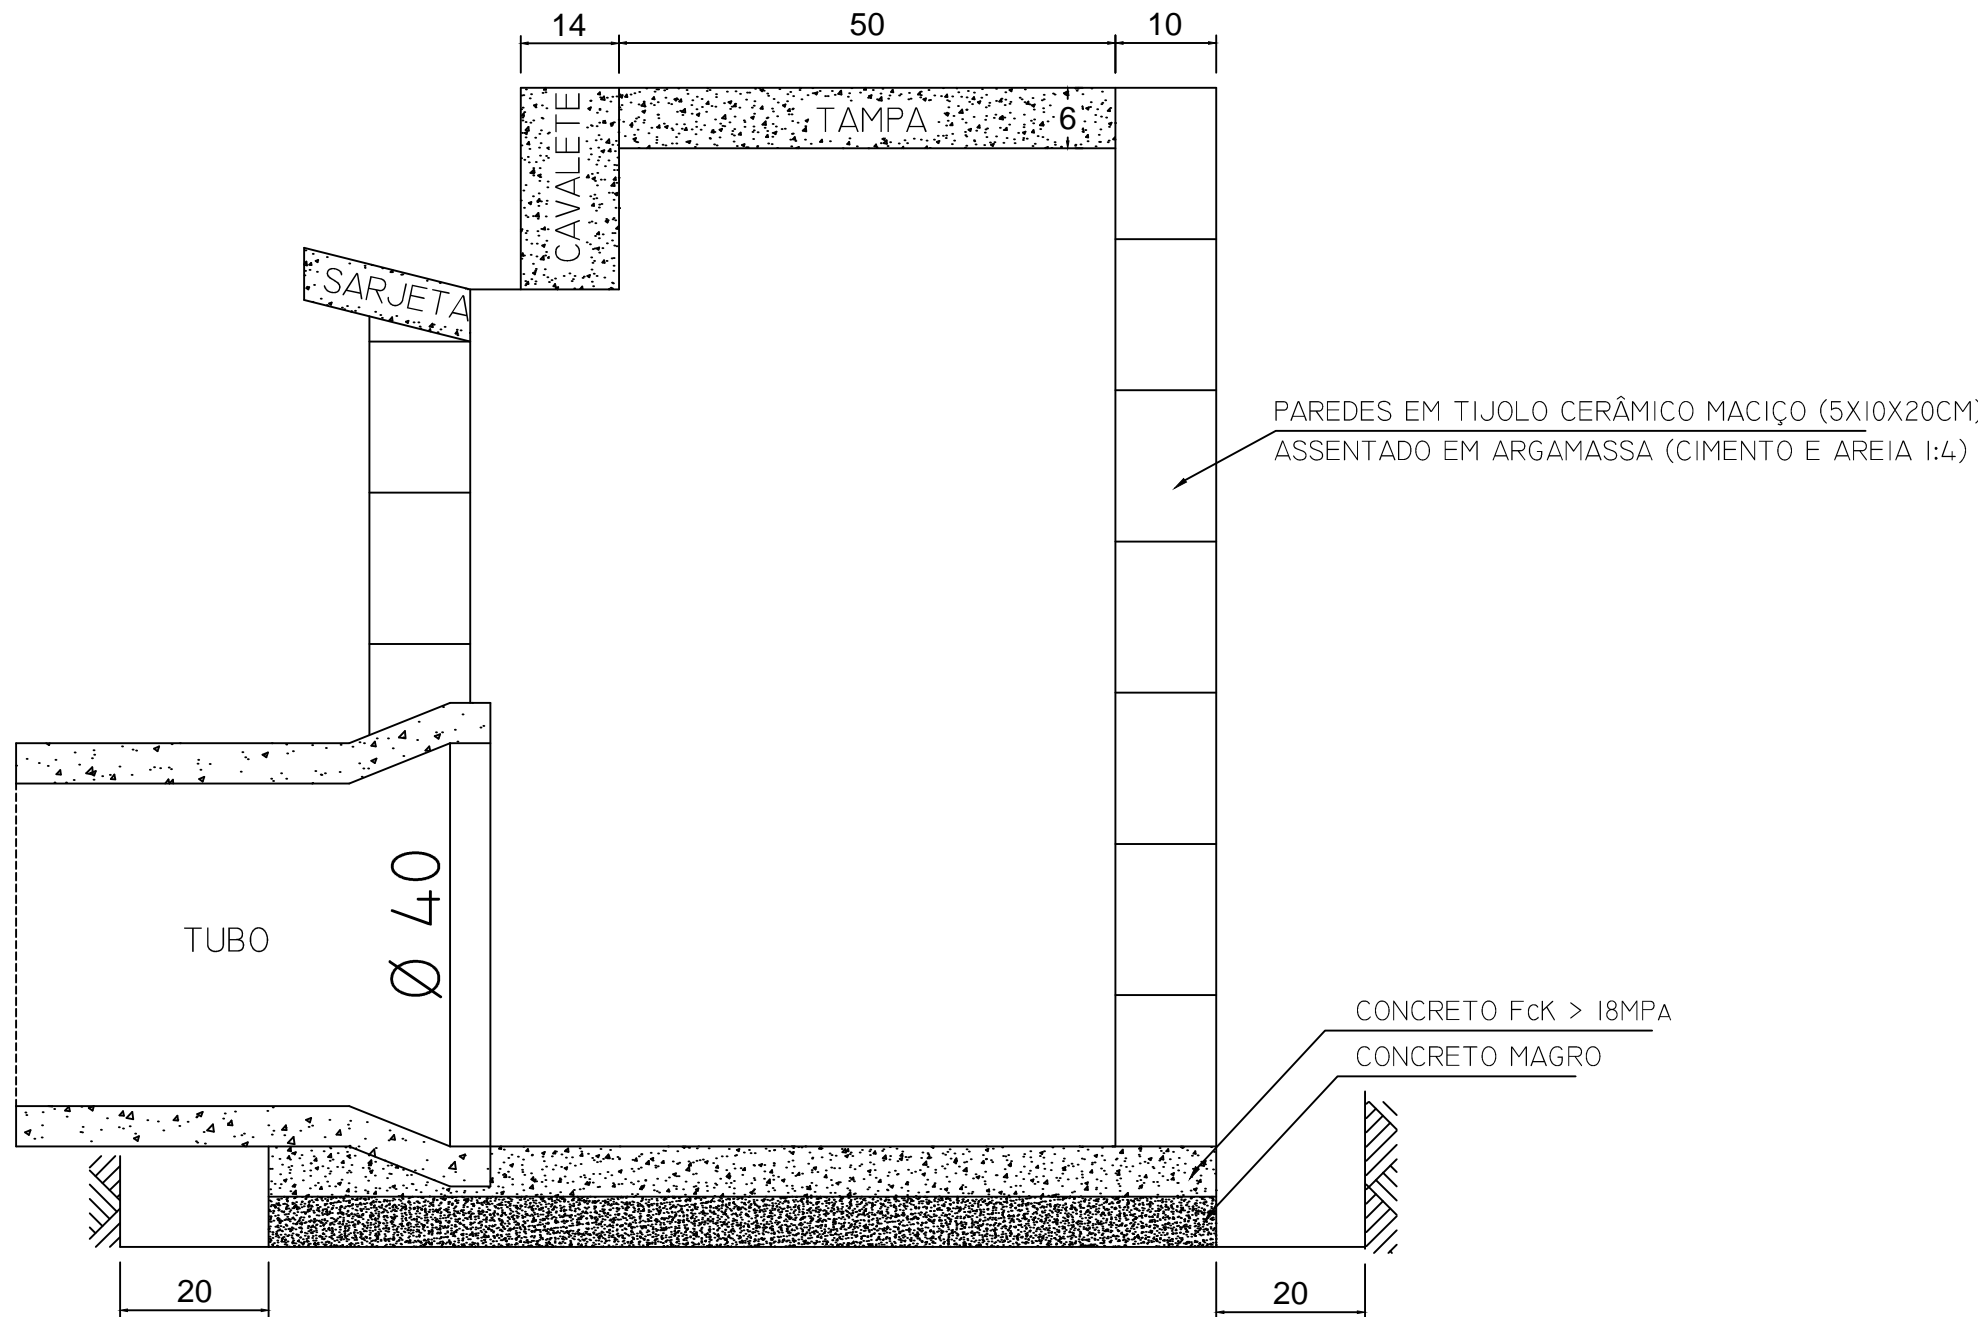 14
50
10
CAVALETE
TAMPA
6
SARJETA
PAREDES EM TIJOLO CERÂMICO MACIÇO (5X10X20CM)
ASSENTADO EM ARGAMASSA (CIMENTO E AREIA 1:4)
Ø 40
TUBO
CONCRETO FcK > 18MPA
CONCRETO MAGRO
20
20